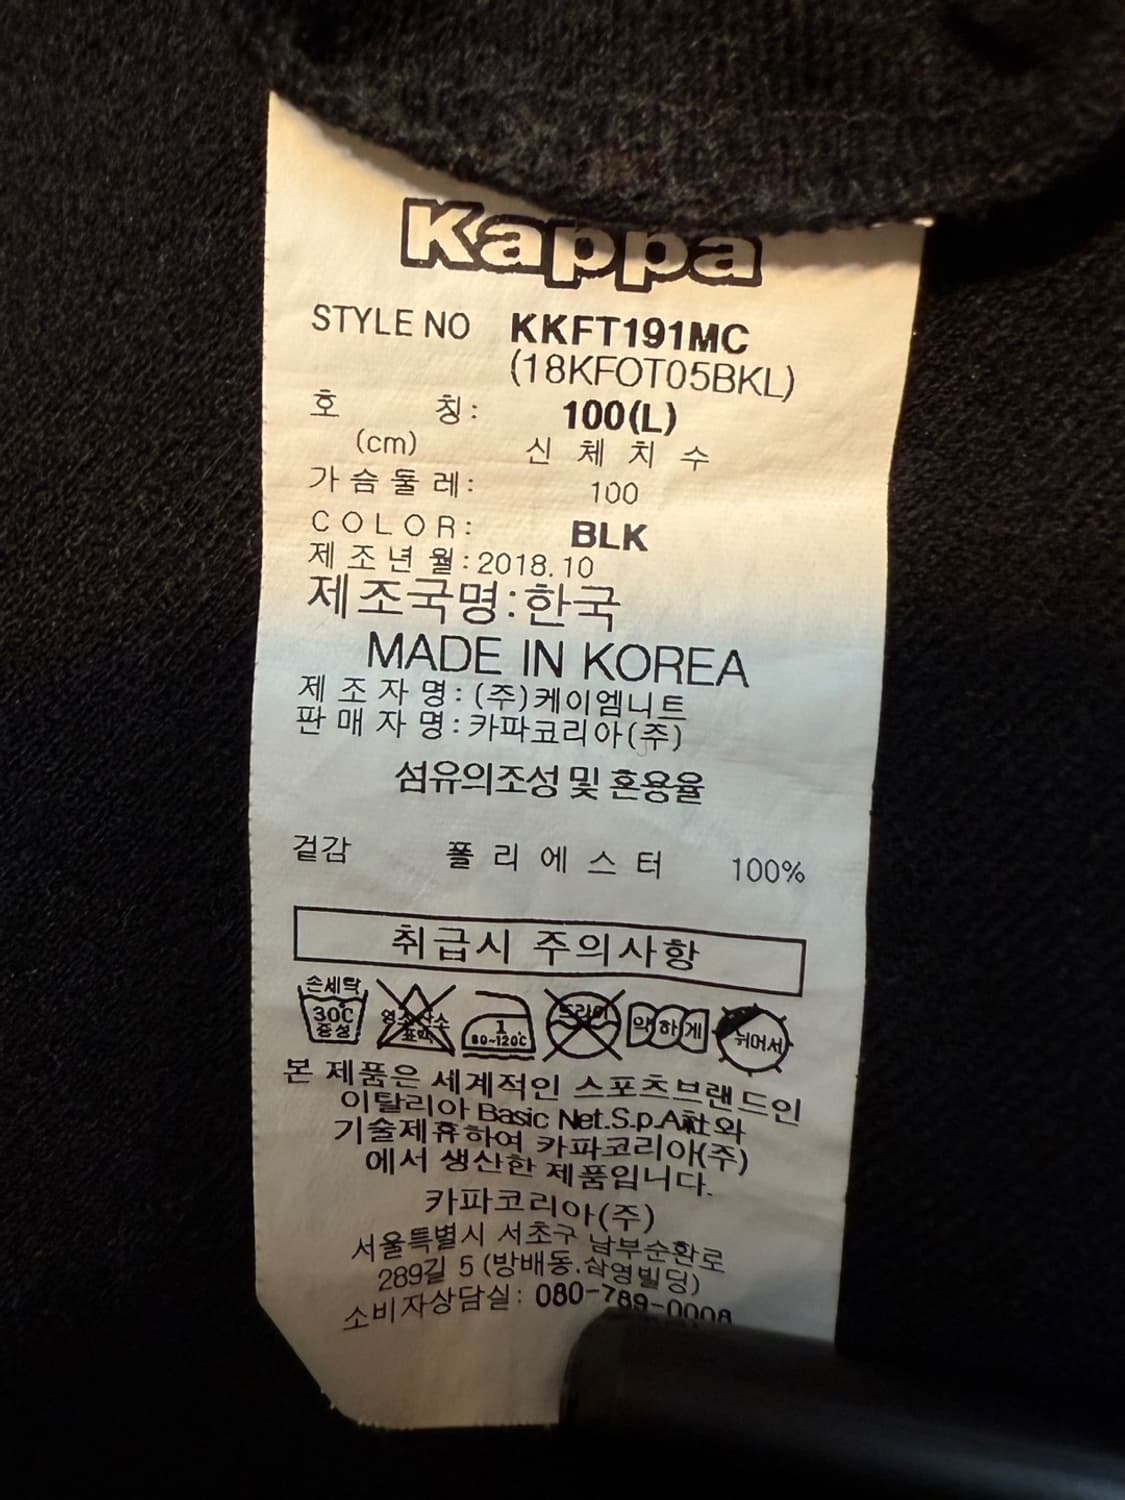 Kappa
STYLE NO KKFT191MC
(18KFOT05BKL)
호 칭: 100(L)
(cm) 신 체 치 수
가슴둘레: 100
COLOR: BLK
제조년월:2018.10
제조국명:한국
MADE IN KOREA
제조자명:(주)케이엠니트
판매자명:카파코리아(주)
섬유의조성 및 혼용율
겉감 폴리에스터 100%
취급시 주의사항
손세탁
30℃
중성
염소산소
표백
1
80~120℃
드라이
약하게
뉘어서
본 제품은 세계적인 스포츠브랜드인
이탈리아 Basic Net.S.p.A社와
기술제휴하여 카파코리아(주)
에서 생산한 제품입니다.
카파코리아(주)
서울특별시 서초구 남부순환로
289길 5 (방배동.삼영빌딩)
소비자상담실: 080-789-0008